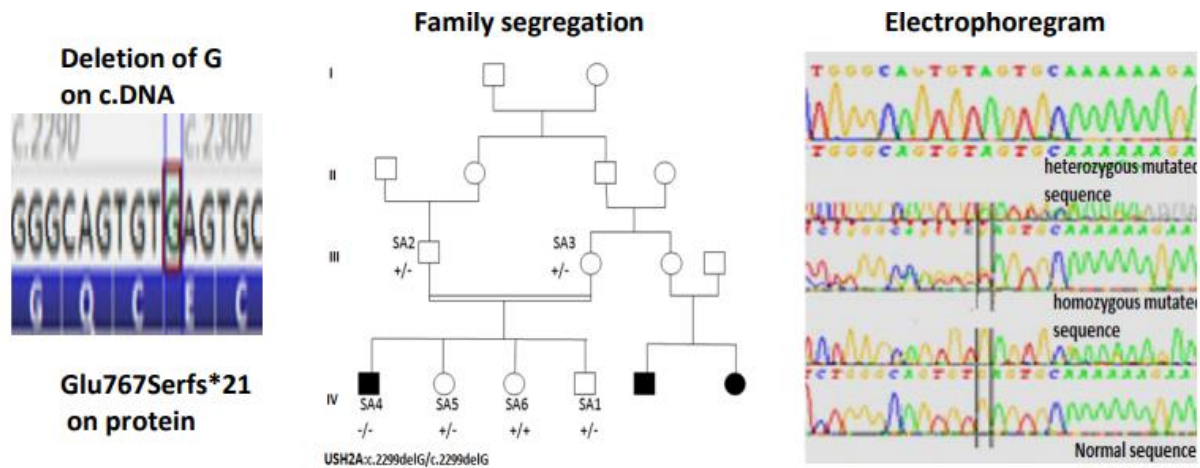 Family segregation
Electrophoregram
Deletion of G
on c.DNA
c.2290
c.2300
GGGCAGTGTGAGTGC
G Q C E C
Glu767Serfs*21
on protein
I
II
III
IV
SA2
+/-
SA3
+/-
SA4
-/-
SA5
+/-
SA6
+/+
SA1
+/-
USH2A:c.2299delG/c.2299delG
TGGGCAGTGTAGTGCAAAAAAGA
TGGGCAGTGTAGTGCAAAAAAGA
heterozygous mutated
sequence
homozygous mutated
sequence
Normal sequence